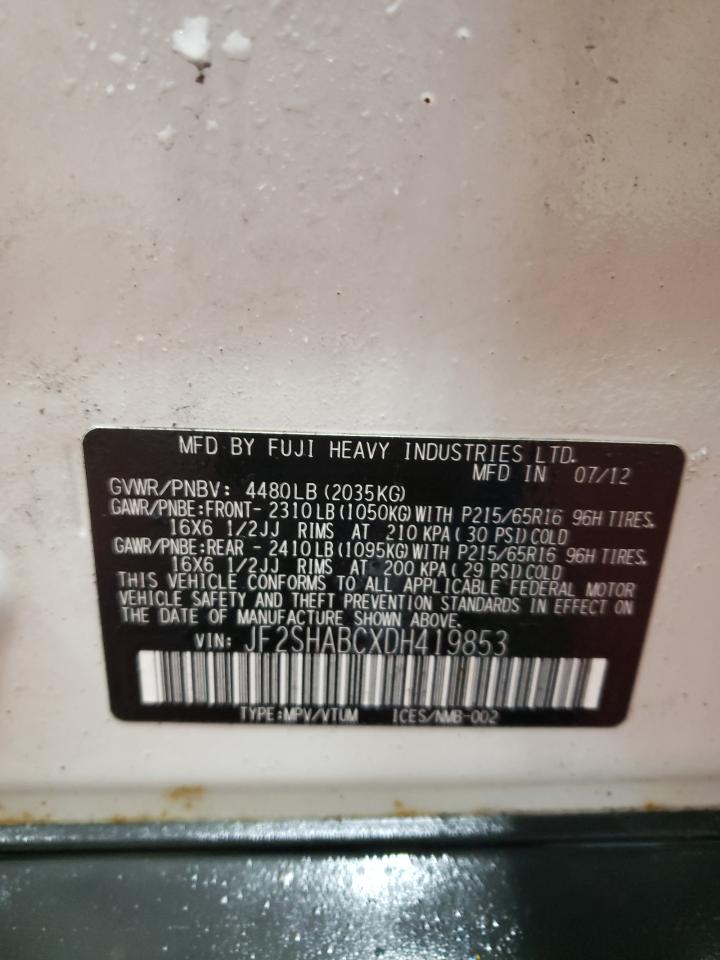 MFD BY FUJI HEAVY INDUSTRIES LTD.
MFD IN 07/12
GVWR/PNBV: 4480LB(2035KG)
GAWR/PNBE:FRONT- 2310LB(1050KG)WITH P215/65R16 96H TIRES.
16X6 1/2JJ RIMS AT 210 KPA(30 PSI)COLD
GAWR/PNBE:REAR - 2410LB(1095KG)WITH P215/65R16 96H TIRES.
16X6 1/2JJ RIMS AT 200 KPA(29 PSI)COLD
THIS VEHICLE CONFORMS TO ALL APPLICABLE FEDERAL MOTOR
VEHICLE SAFETY AND THEFT PREVENTION STANDARDS IN EFFECT ON
THE DATE OF MANUFACTURE SHOWN ABOVE.
VIN: JF2SHABCXDH419853
TYPE:MPV/VTUM ICES/NMB-002